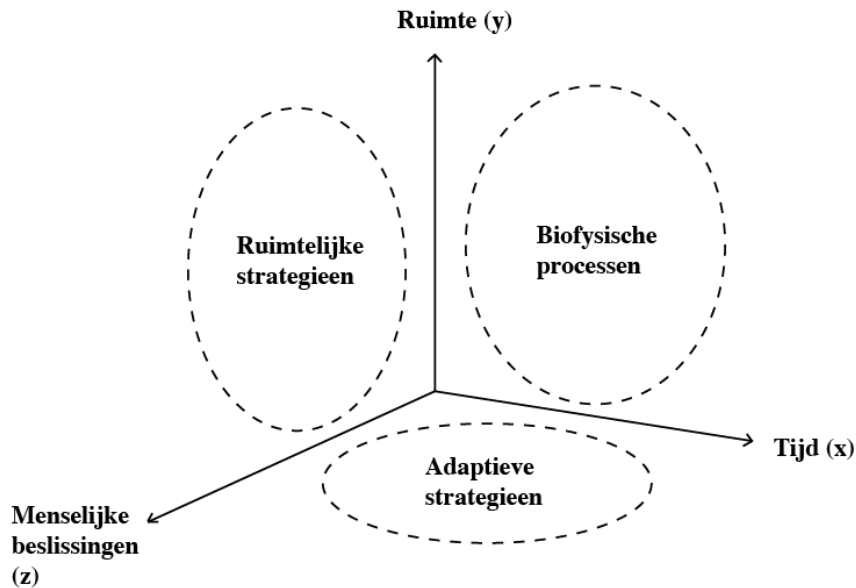 Ruimte (y)
Ruimtelijke
strategieen
Biofysische
processen
Tijd (x)
Adaptieve
strategieen
Menselijke
beslissingen
(z)